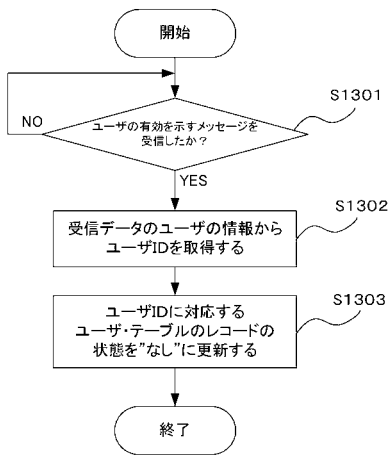 開始
S1301
ユーザの有効を示すメッセージを
受信したか？
NO
YES
S1302
受信データのユーザの情報から
ユーザIDを取得する
S1303
ユーザIDに対応する
ユーザ・テーブルのレコードの
状態を”なし”に更新する
終了